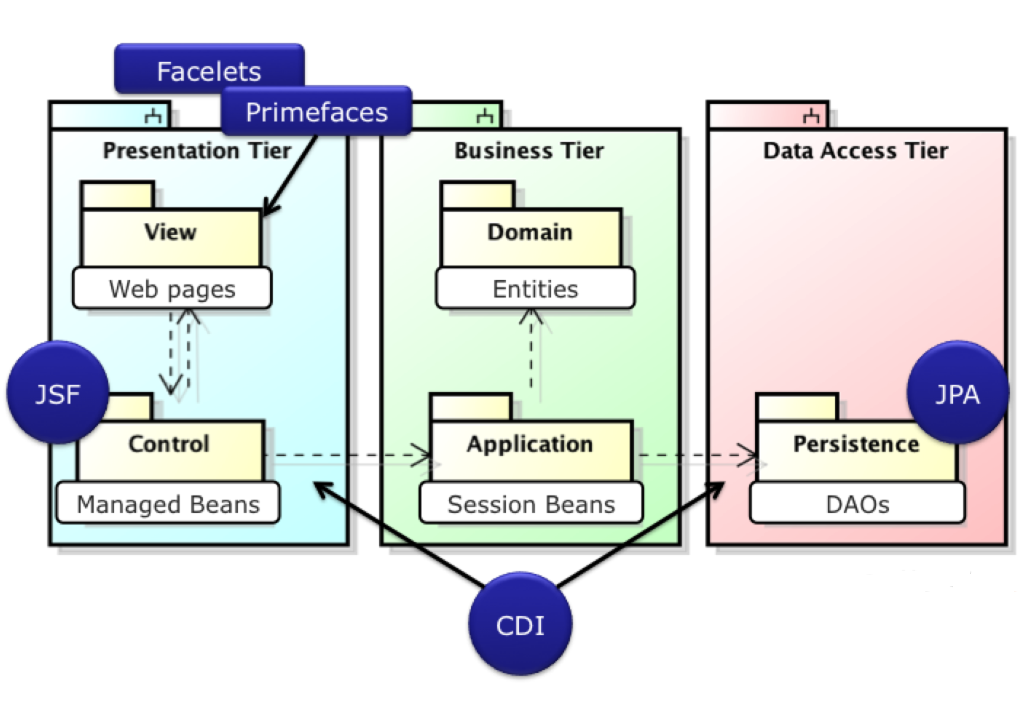 Facelets
Primefaces
Presentation Tier
Business Tier
Data Access Tier
View
Domain
Web pages
Entities
JSF
JPA
Control
Application
Persistence
Managed Beans
Session Beans
DAOs
CDI